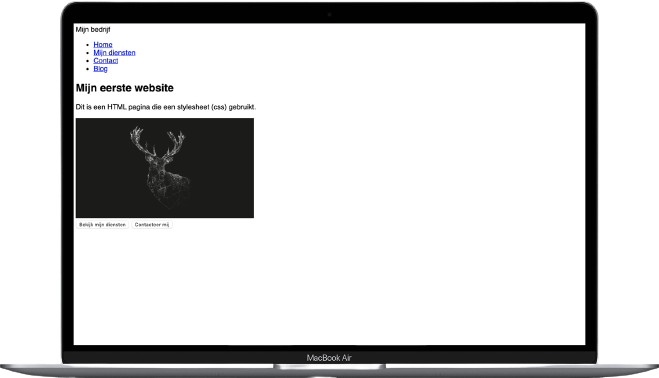 Mijn bedrijf
Home
Mijn diensten
Contact
Blog
Mijn eerste website
Dit is een HTML pagina die een stylesheet (css) gebruikt.
Bekijk mijn diensten Contacteer mij
MacBook Air